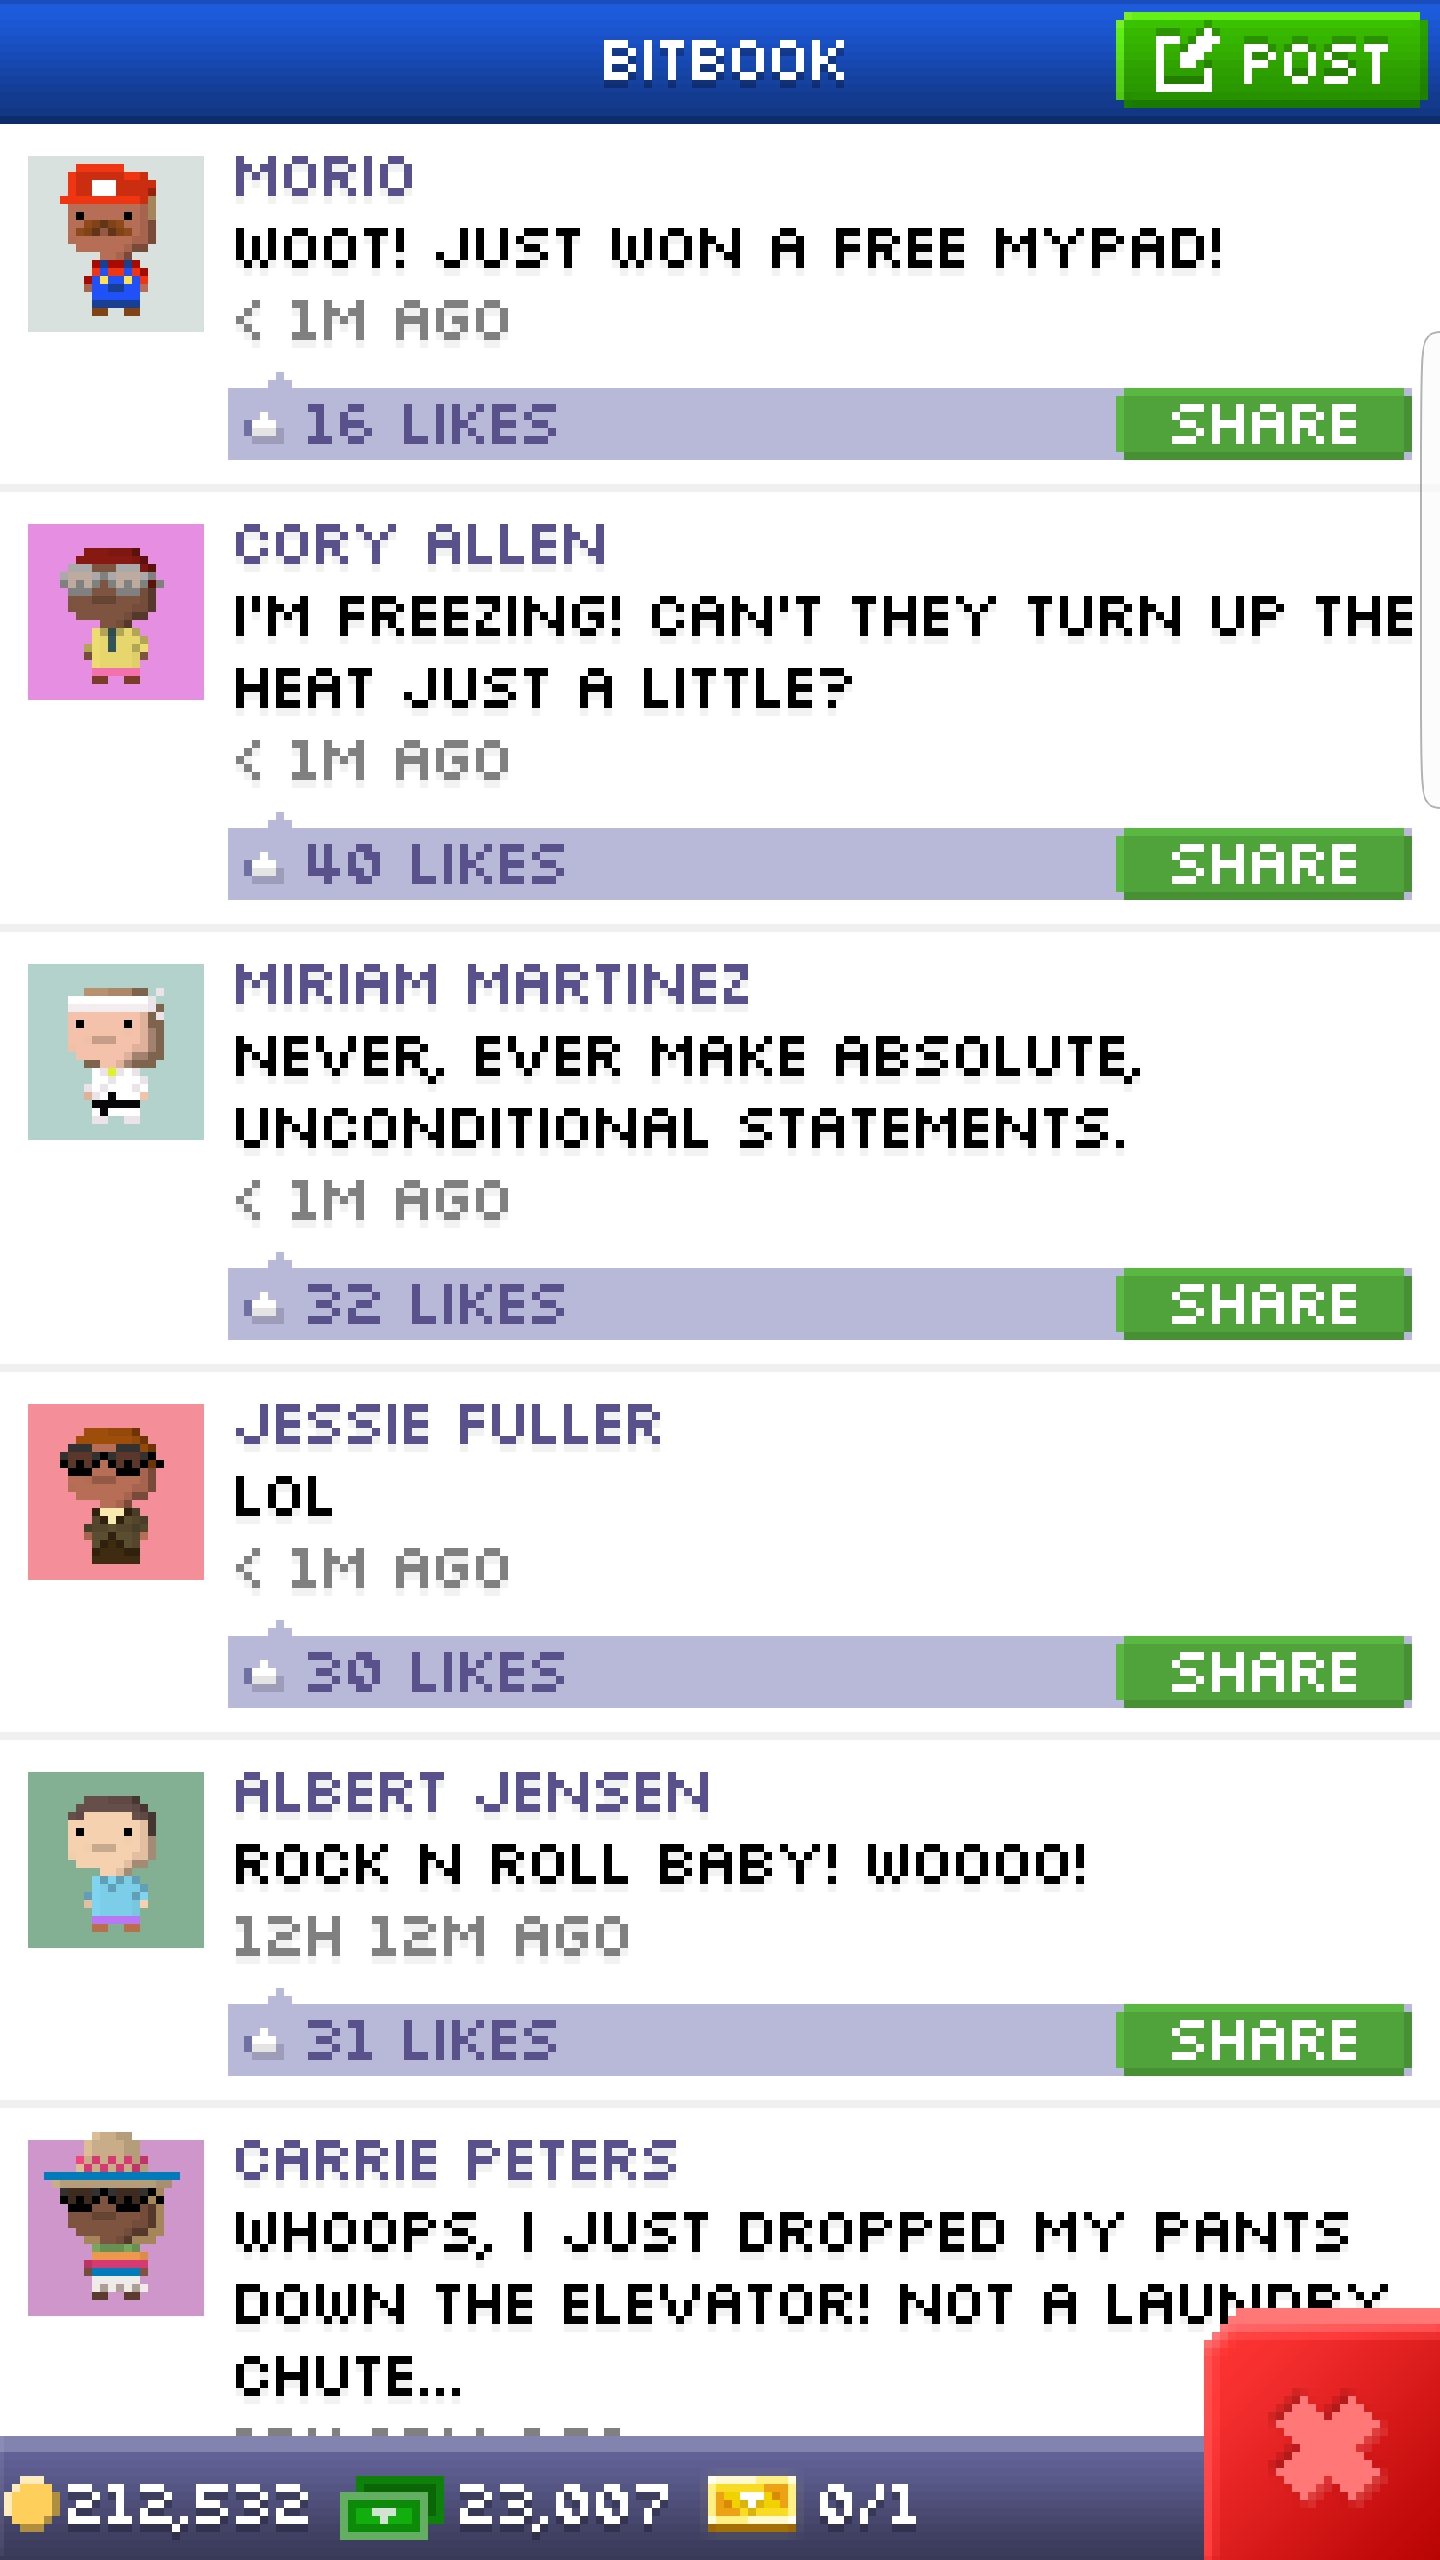 BITBOOK
POST
MORIO
WOOT! JUST WON A FREE MYPAD!
< 1M AGO
16 LIKES
SHARE
CORY ALLEN
I'M FREEZING! CAN'T THEY TURN UP THE
HEAT JUST A LITTLE?
< 1M AGO
40 LIKES
SHARE
MIRIAM MARTINEZ
NEVER, EVER MAKE ABSOLUTE,
UNCONDITIONAL STATEMENTS.
< 1M AGO
32 LIKES
SHARE
JESSIE FULLER
LOL
< 1M AGO
30 LIKES
SHARE
ALBERT JENSEN
ROCK N ROLL BABY! WOOOO!
12H 12M AGO
31 LIKES
SHARE
CARRIE PETERS
WHOOPS, I JUST DROPPED MY PANTS
DOWN THE ELEVATOR! NOT A LAUNDRY
CHUTE...
212,532
23,007
0/1